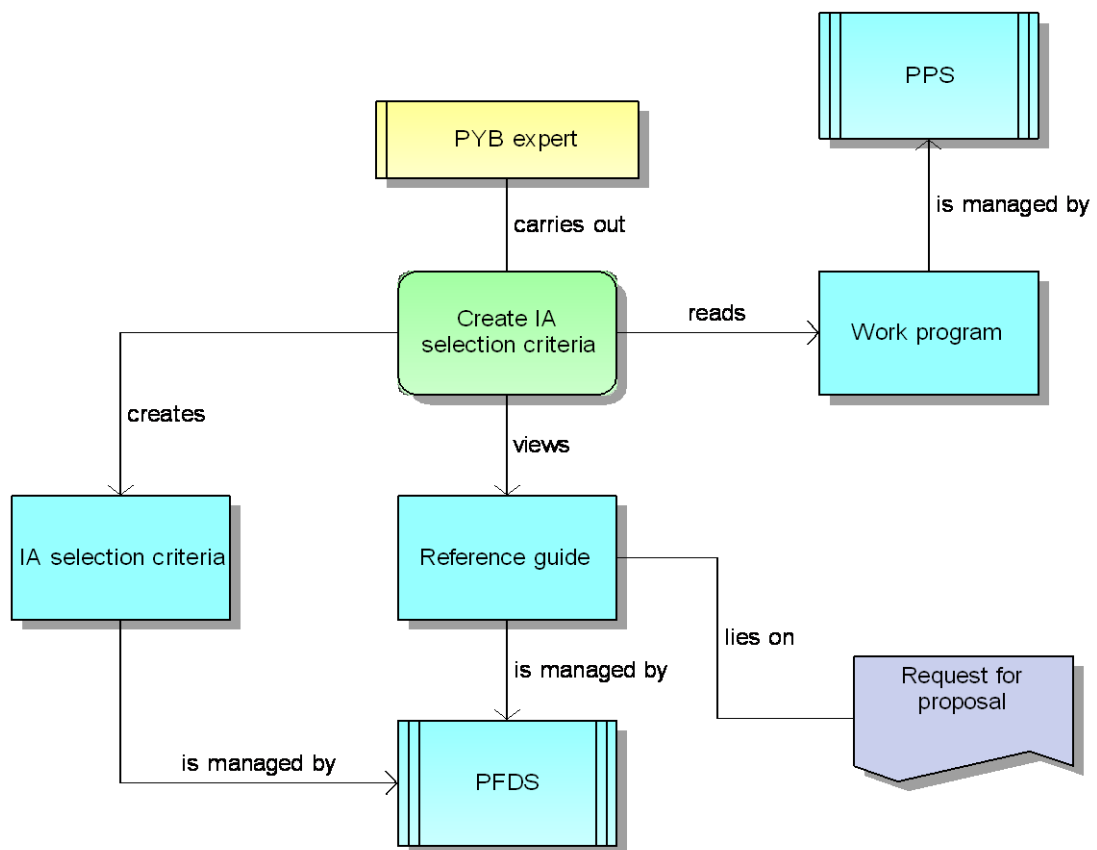 PPS
PYB expert
is managed by
carries out
Create IA
selection criteria
reads
Work program
creates
views
IA selection criteria
Reference guide
lies on
is managed by
Request for
proposal
is managed by
PFDS